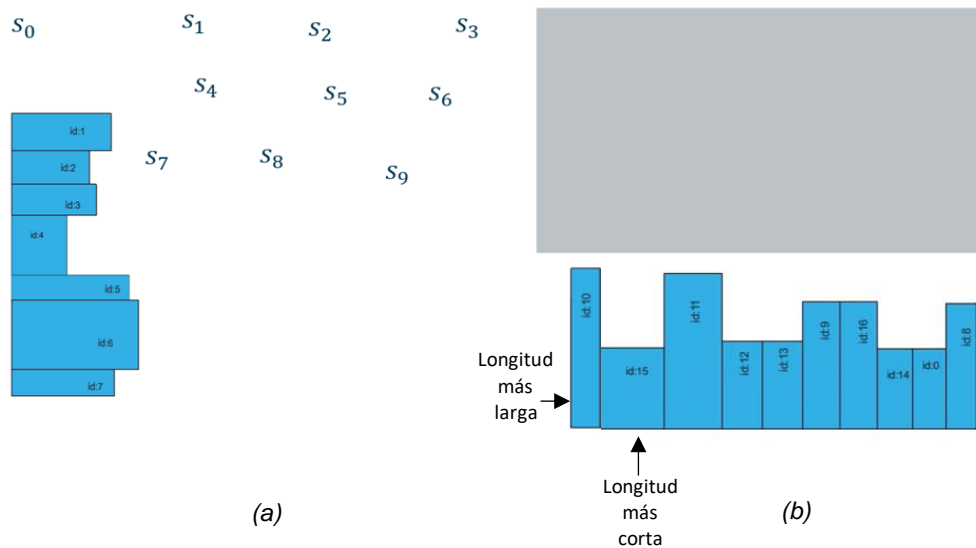 S0 S1 S2 S3
S4 S5 S6
S7 S8 S9
id:1
id:2
id:3
id:4
id:5
id:6
id:7
(a)
id:10
id:15
id:11
id:12
id:13
id:9
id:16
id:14
id:0
id:8
Longitud
más
larga
Longitud
más
corta
(b)